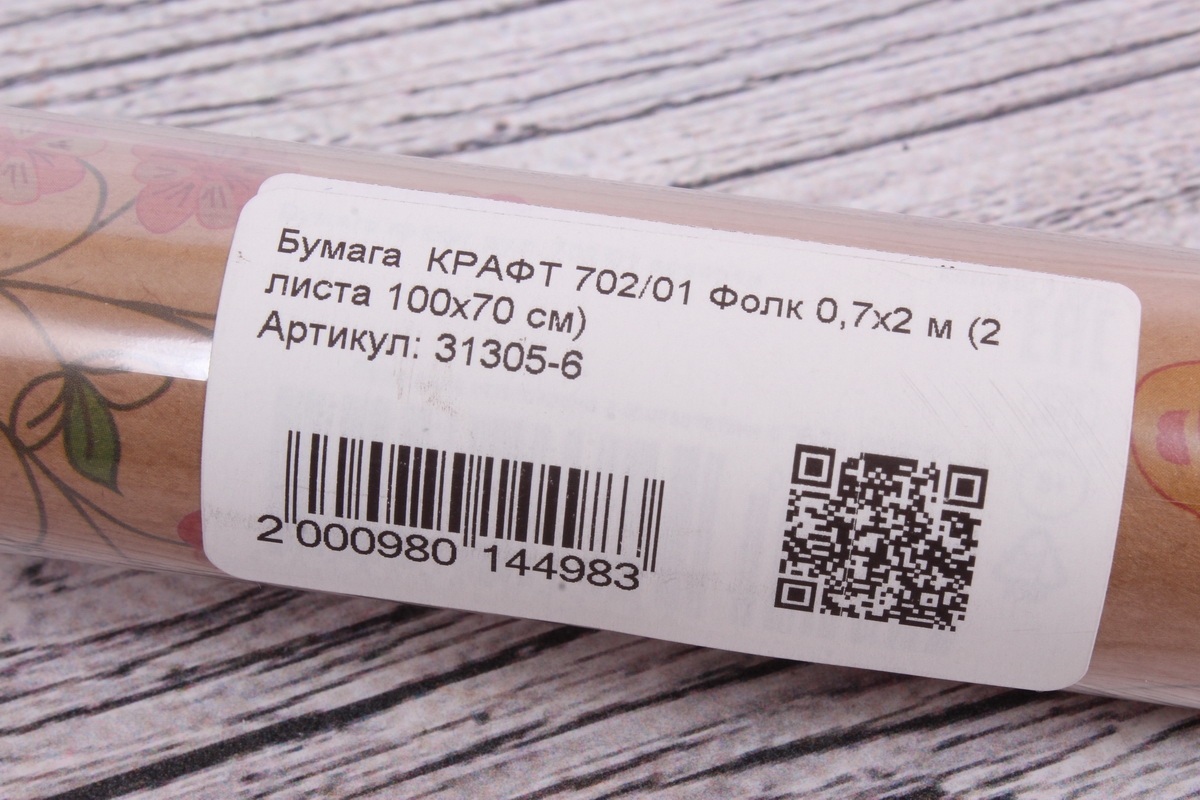 Бумага КРАФТ 702/01 Фолк 0,7х2 м (2
листа 100х70 см)
Артикул: 31305-6
2 000980 144983